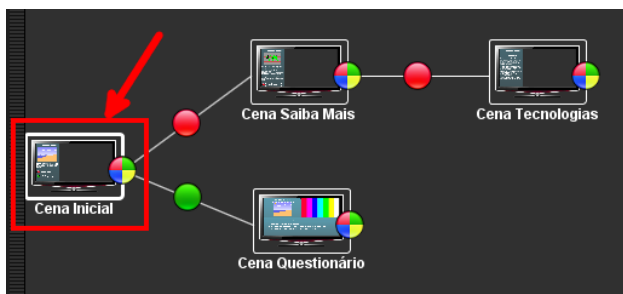 Cena Saiba Mais
Cena Tecnologias
Cena Inicial
Cena Questionário